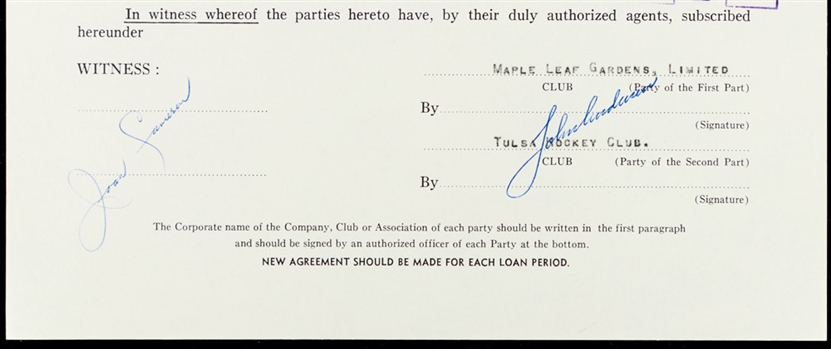 In witness whereof the parties hereto have, by their duly authorized agents, subscribed
hereunder
WITNESS :
MAPLE LEAF GARDENS, LIMITED
CLUB (Party of the First Part)
By
(Signature)
TULSA HOCKEY CLUB.
CLUB (Party of the Second Part)
By
(Signature)
Joan
The Corporate name of the Company, Club or Association of each party should be written in the first paragraph
and should be signed by an authorized officer of each Party at the bottom.
NEW AGREEMENT SHOULD BE MADE FOR EACH LOAN PERIOD.